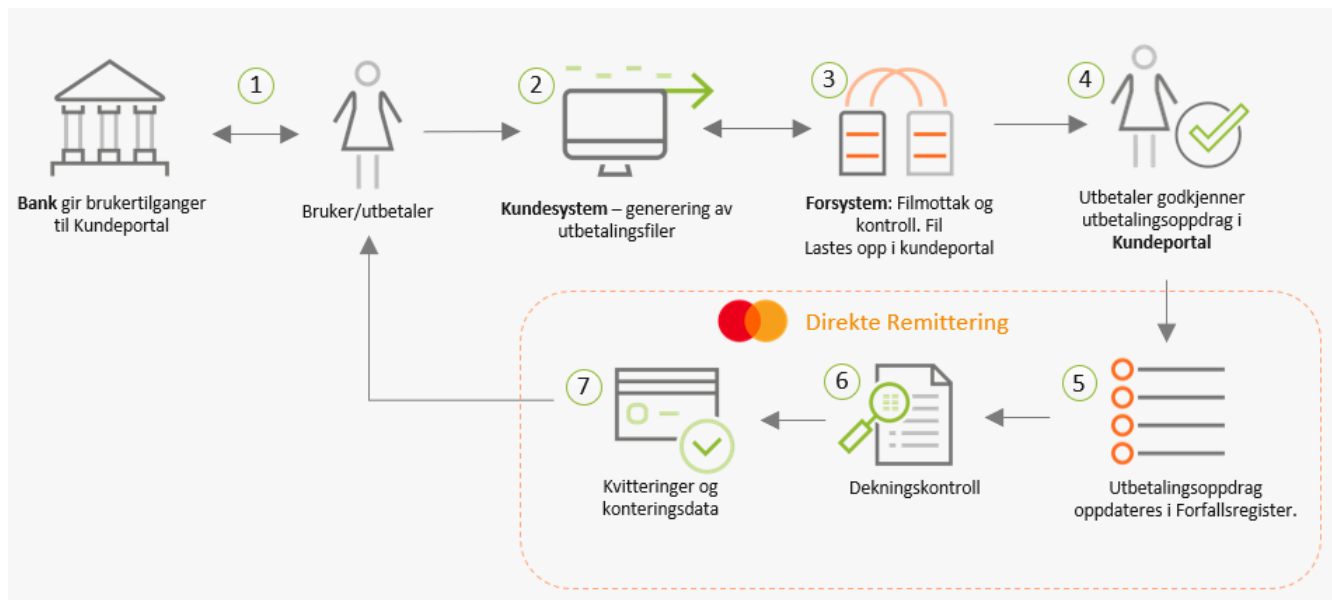 1
Bank gir brukertilganger
til Kundeportal
Bruker/utbetaler
2
Kundesystem – generering av
utbetalingsfiler
3
Forsystem: Filmottak og
kontroll. Fil
Lastes opp i kundeportal
4
Utbetaler godkjenner
utbetalingsoppdrag i
Kundeportal
Direkte Remittering
5
Utbetalingsoppdrag
oppdateres i Forfallsregister.
6
Dekningskontroll
7
Kvitteringer og
konteringsdata